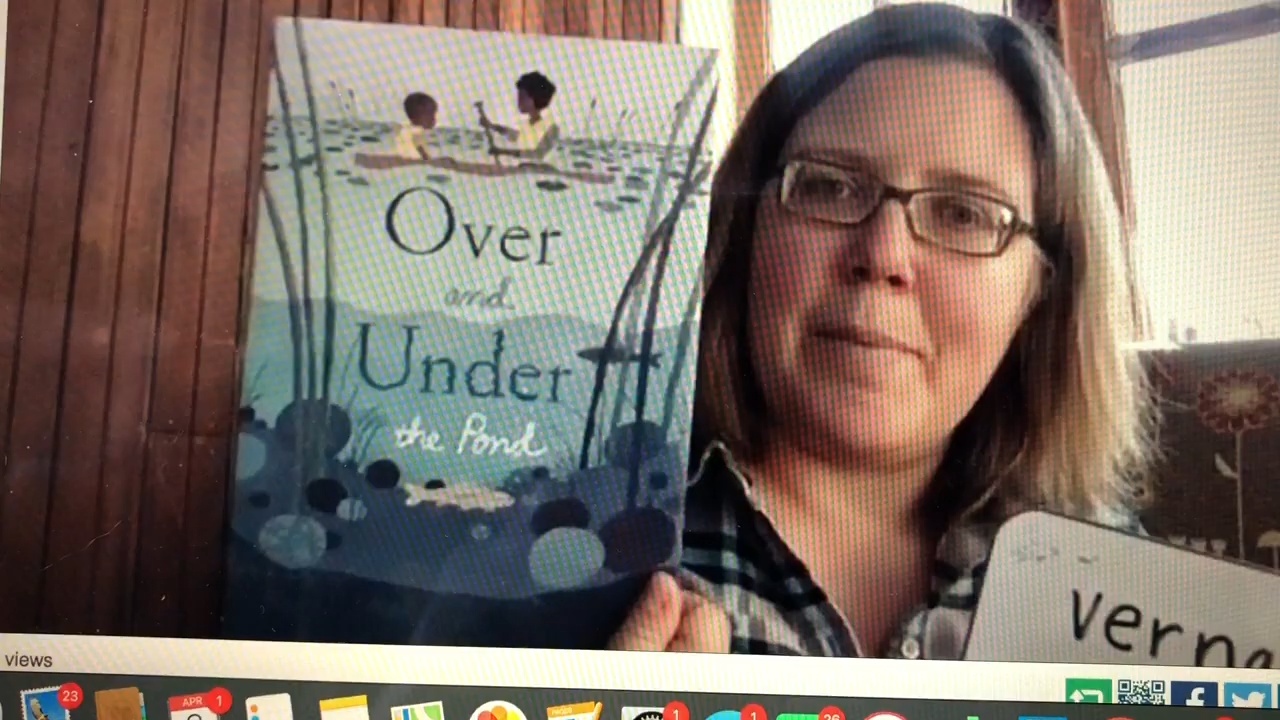 Over
and
Under
the Pond
verna
views
23
APR 1
1
1
26